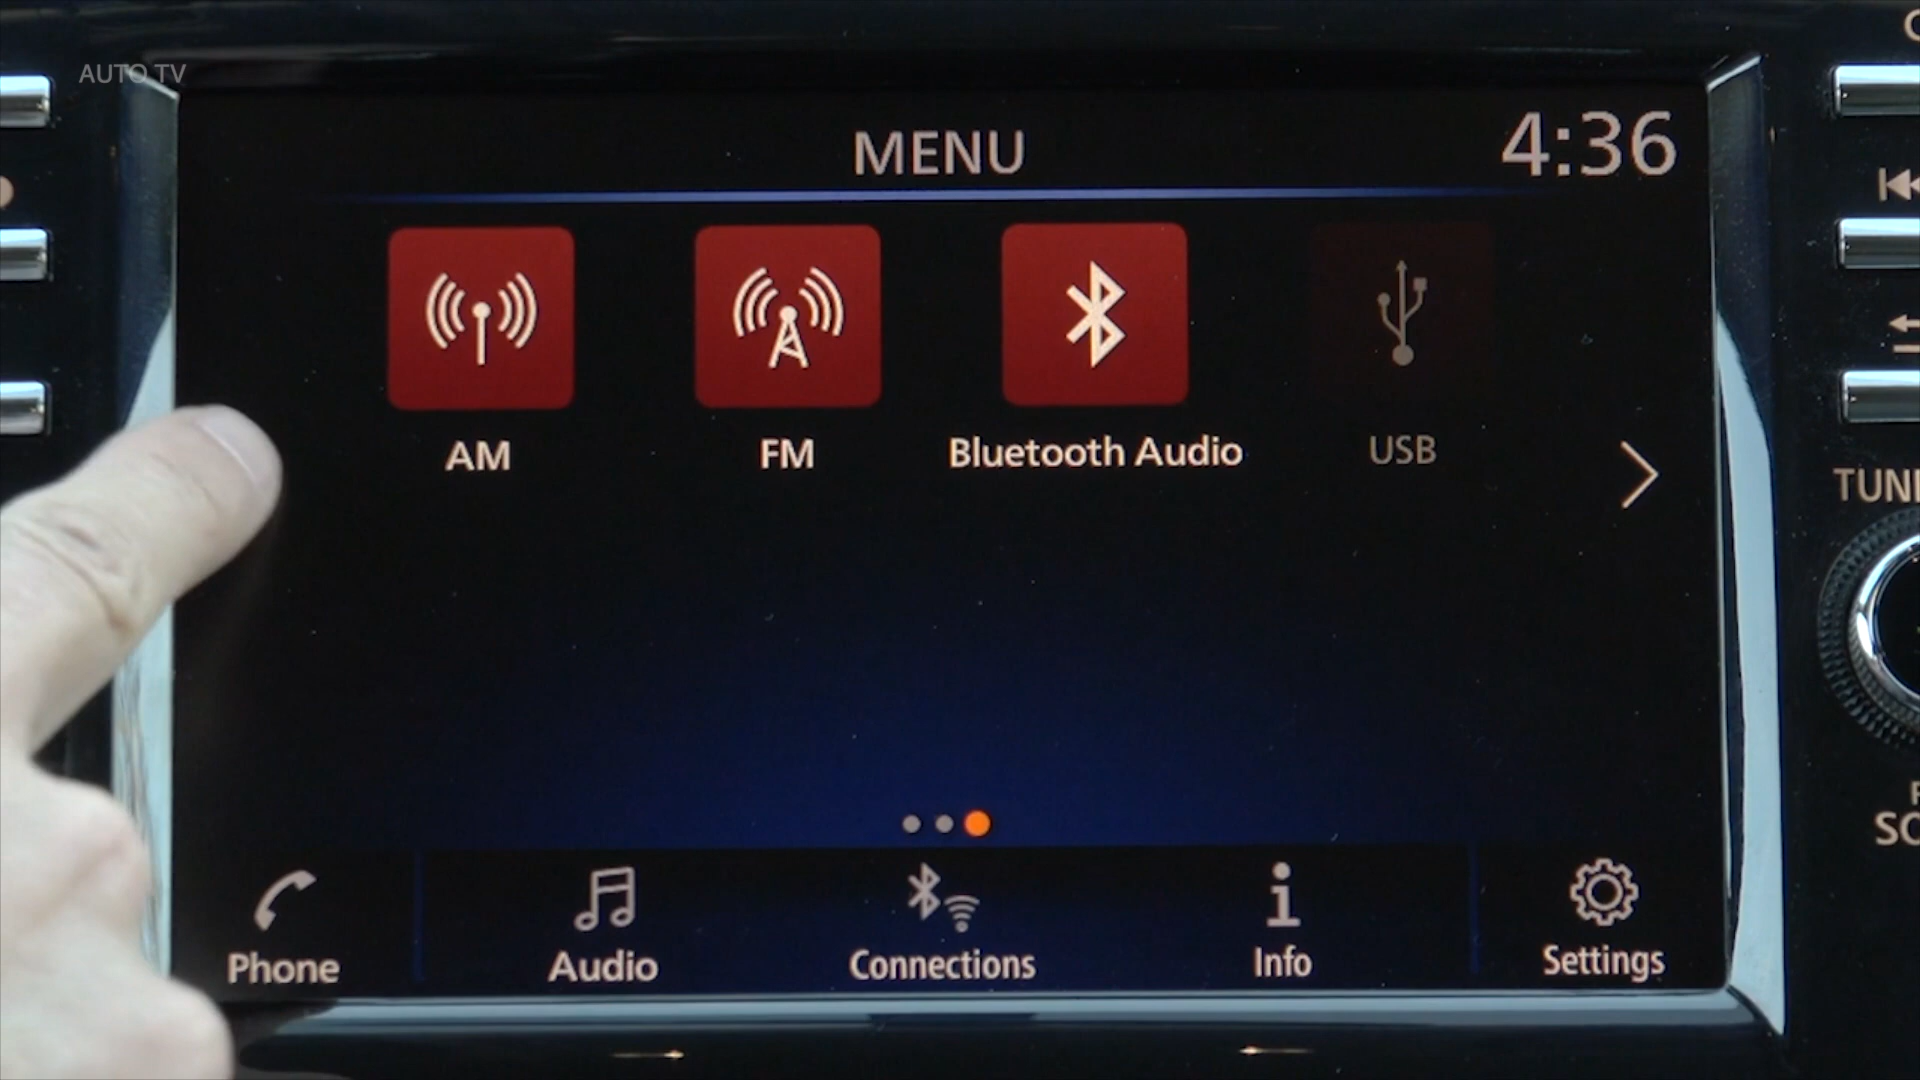 AUTO TV
MENU
4:36
AM
FM
Bluetooth Audio
USB
Phone
Audio
Connections
Info
Settings